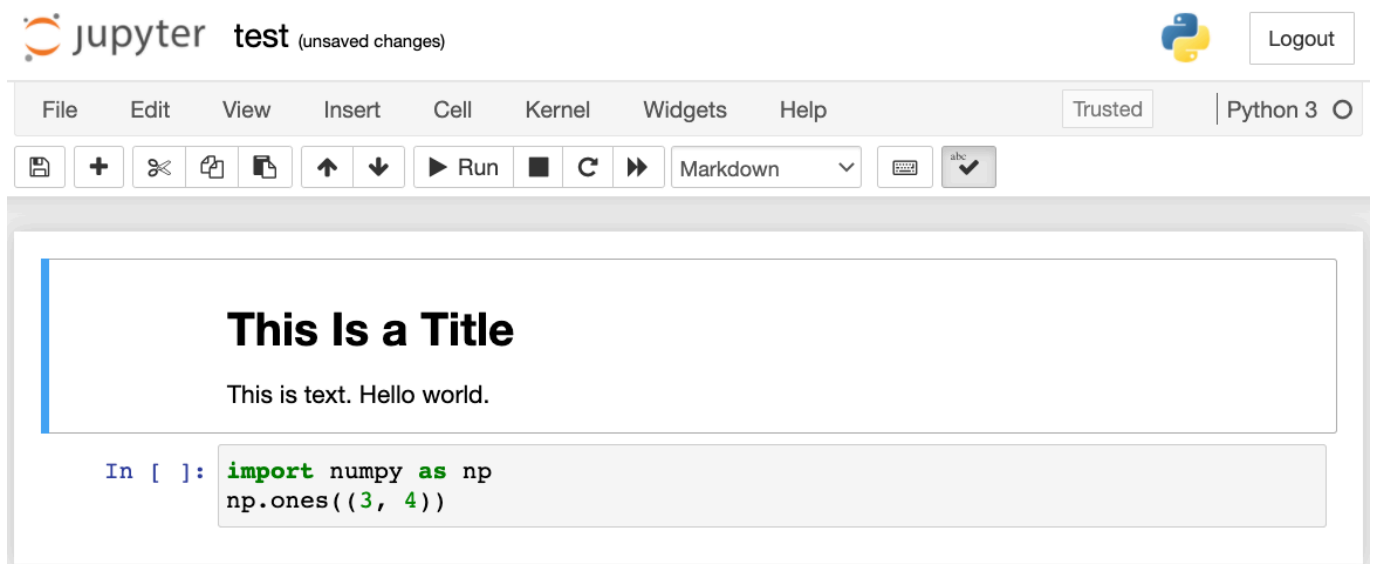 jupyter test (unsaved changes) Logout
File Edit View Insert Cell Kernel Widgets Help Trusted Python 3
Run Markdown abc
This Is a Title
This is text. Hello world.
In [ ]: import numpy as np
np.ones((3, 4))